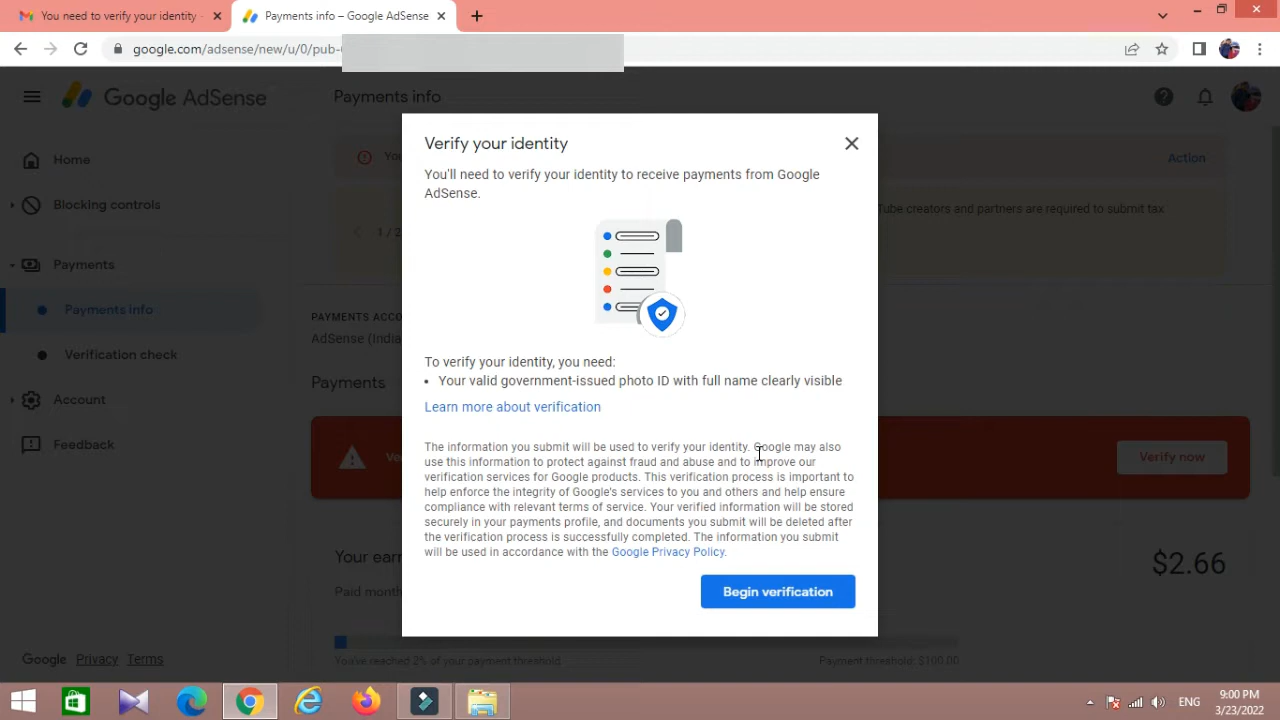 You need to verify your identity -
Payments info – Google AdSense
google.com/adsense/new/u/0/pub-
Google AdSense
Payments info
Home
Blocking controls
Payments
Payments info
Verification check
Account
Feedback
Google Privacy Terms
Action
Tube creators and partners are required to submit tax
1 / 2
PAYMENTS ACCO
AdSense (India
Payments
Verify now
Your earn
$2.66
Paid month
You've reached 2% of your payment threshold
Payment threshold: $100.00
Verify your identity
You'll need to verify your identity to receive payments from Google
AdSense.
To verify your identity, you need:
• Your valid government-issued photo ID with full name clearly visible
Learn more about verification
The information you submit will be used to verify your identity. Google may also
use this information to protect against fraud and abuse and to improve our
verification services for Google products. This verification process is important to
help enforce the integrity of Google's services to you and others and help ensure
compliance with relevant terms of service. Your verified information will be stored
securely in your payments profile, and documents you submit will be deleted after
the verification process is successfully completed. The information you submit
will be used in accordance with the Google Privacy Policy.
Begin verification
ENG
9:00 PM
3/23/2022